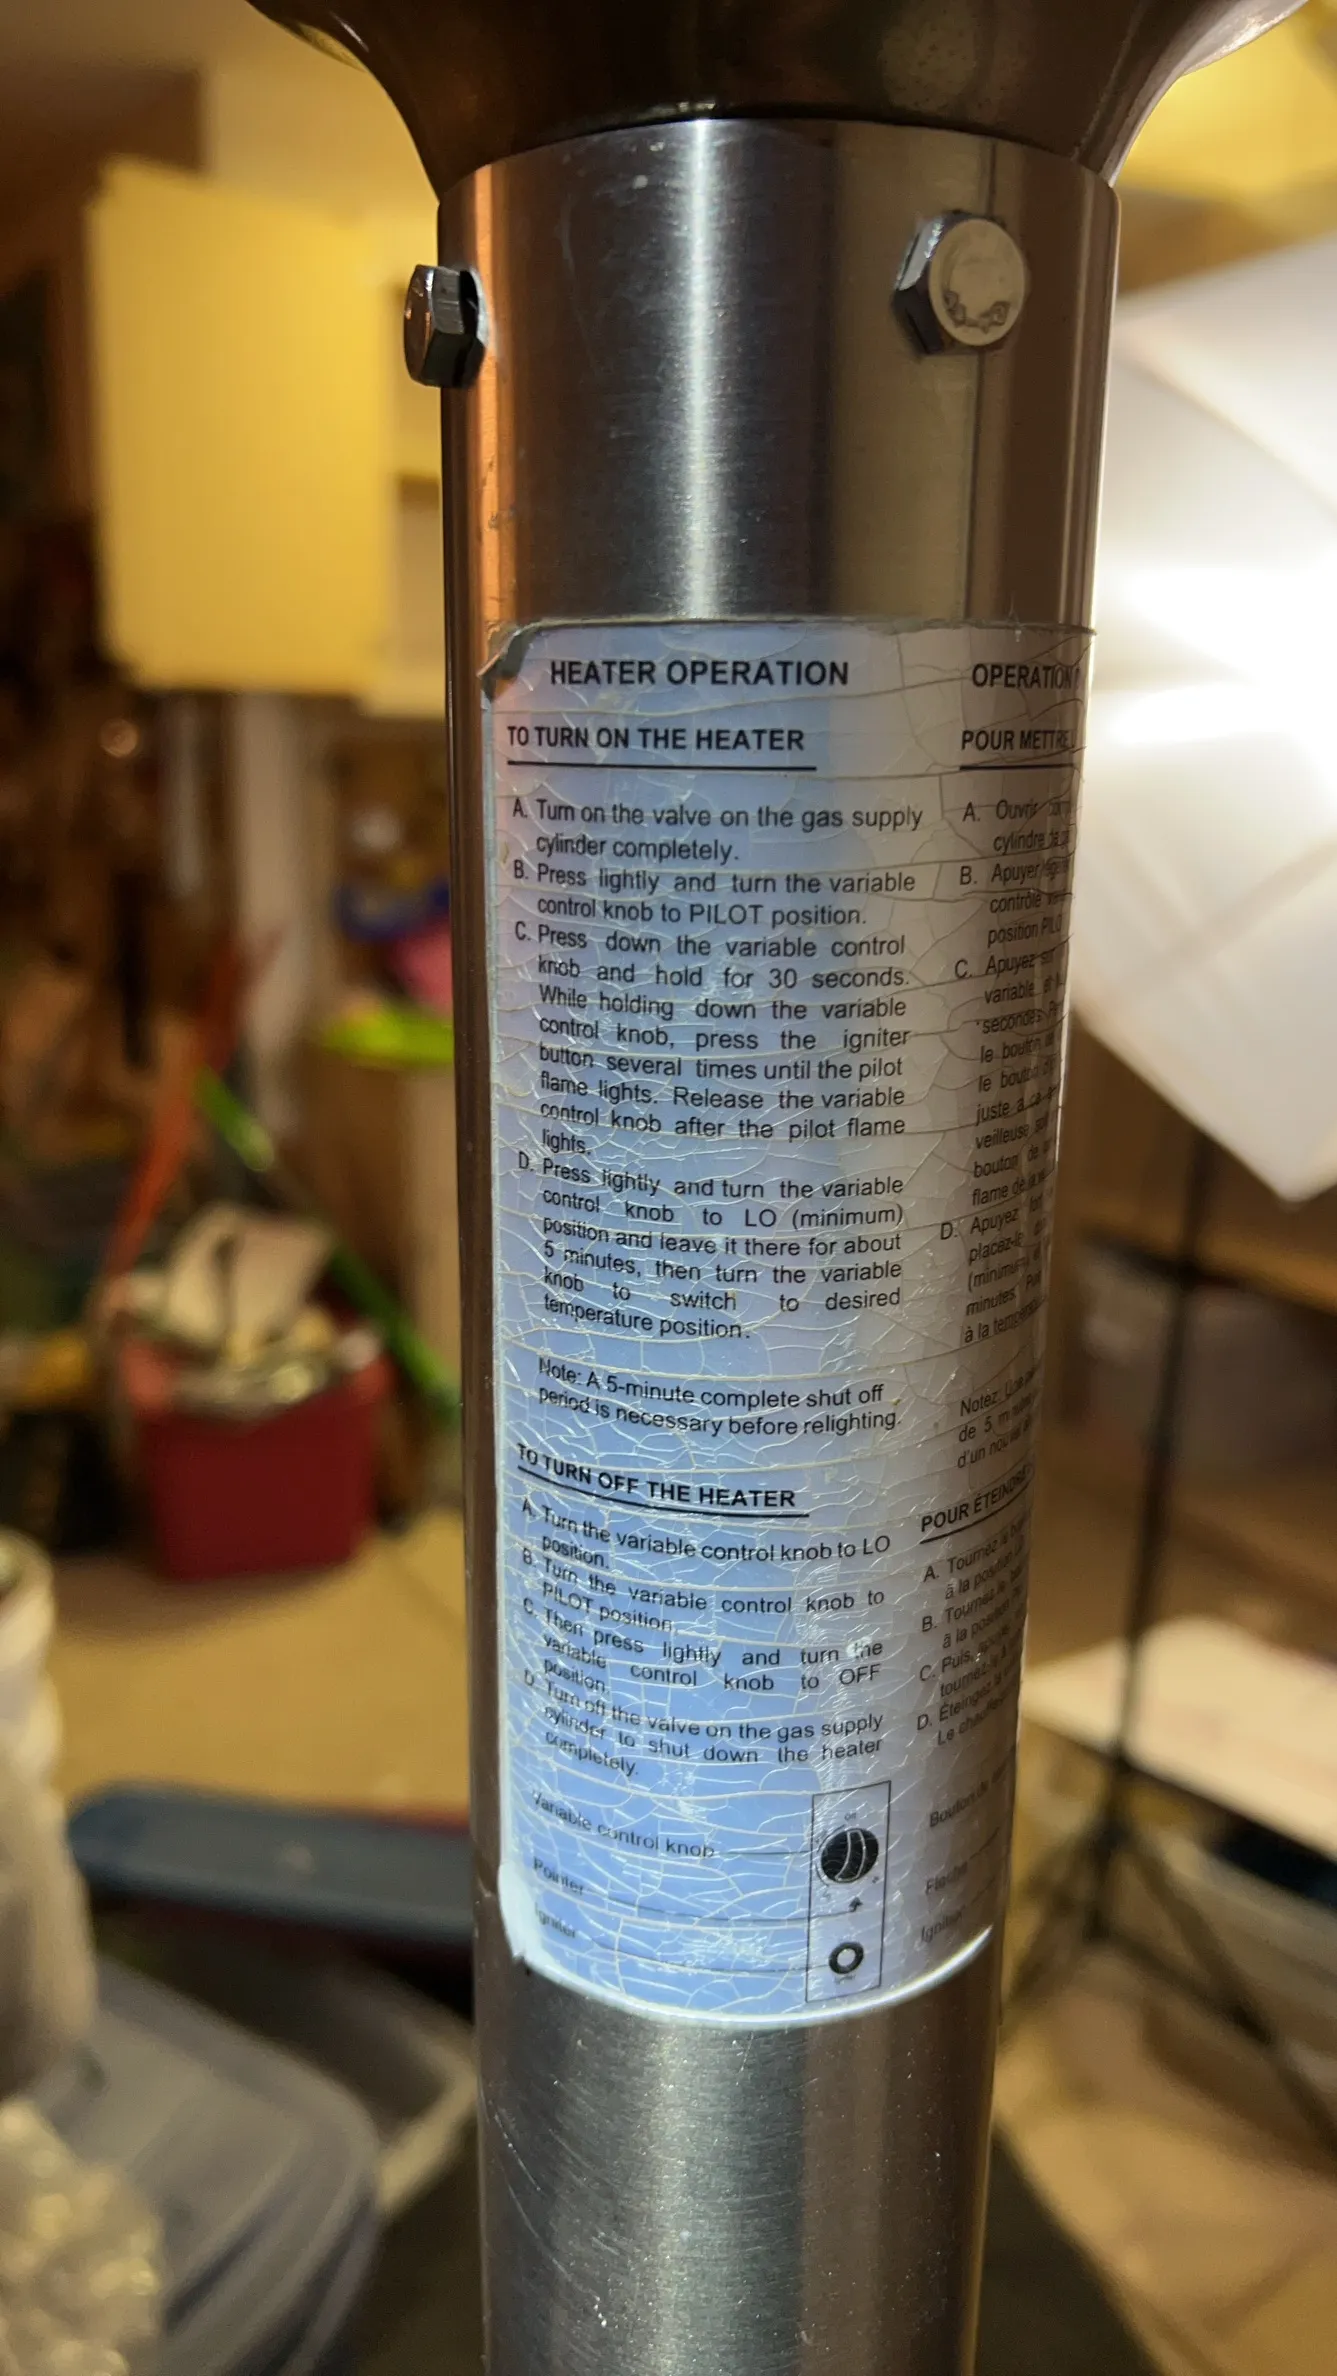 HEATER OPERATION
TO TURN ON THE HEATER
A. Turn on the valve on the gas supply
cylinder completely.
B. Press lightly and turn the variable
control knob to PILOT position.
C. Press down the variable control
knob and hold for 30 seconds.
While holding down the variable
control knob, press the igniter
button several times until the pilot
flame lights. Release the variable
control knob after the pilot flame
lights.
D. Press lightly and turn the variable
control knob to LO (minimum)
position and leave it there for about
5 minutes, then turn the variable
knob to switch to desired
temperature position.
Note: A 5-minute complete shut off
period is necessary before relighting.
TO TURN OFF THE HEATER
A. Turn the variable control knob to LO
position.
B. Turn the variable control knob to
PILOT position.
C. Then press lightly and turn the
variable control knob to OFF
position.
D. Turn off the valve on the gas supply
cylinder to shut down the heater
completely.
Variable control knob
Pointer
Igniter
OPERATION
POUR METTRE
A. Ouvrir
cylindre
B. Apuyer
contrôle
position
C. Apuyez
variable
secondes
le bouton
le bouton
juste
veilleuse
bouton de
flame de
D. Apuyez
placez-le
(minimum)
minutes
à la
Notez:
de 5
d'un
POUR ÉTEINDRE
A. Tournez le
à la position
B. Tournez le
à la position
C. Puis,
tournez
D. Éteingez
Le
Bouton de
Igniter